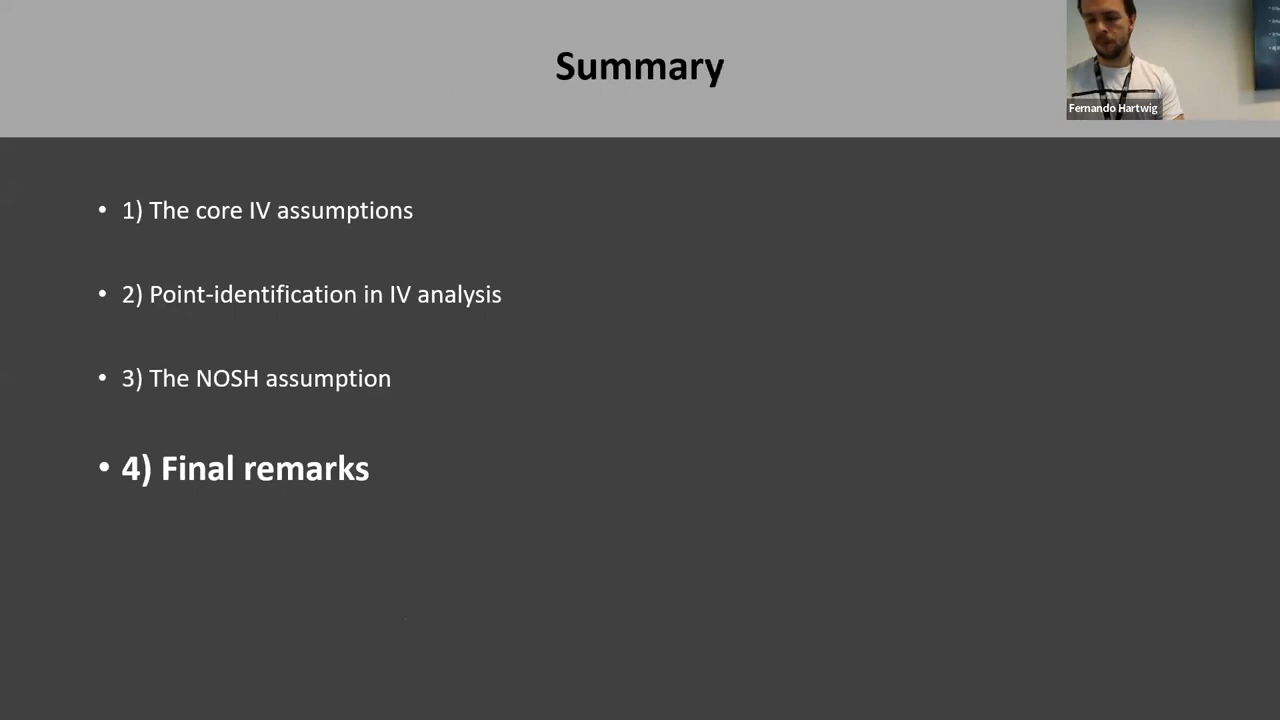 Summary
Fernando Hartwig
• 1) The core IV assumptions
• 2) Point-identification in IV analysis
• 3) The NOSH assumption
• 4) Final remarks